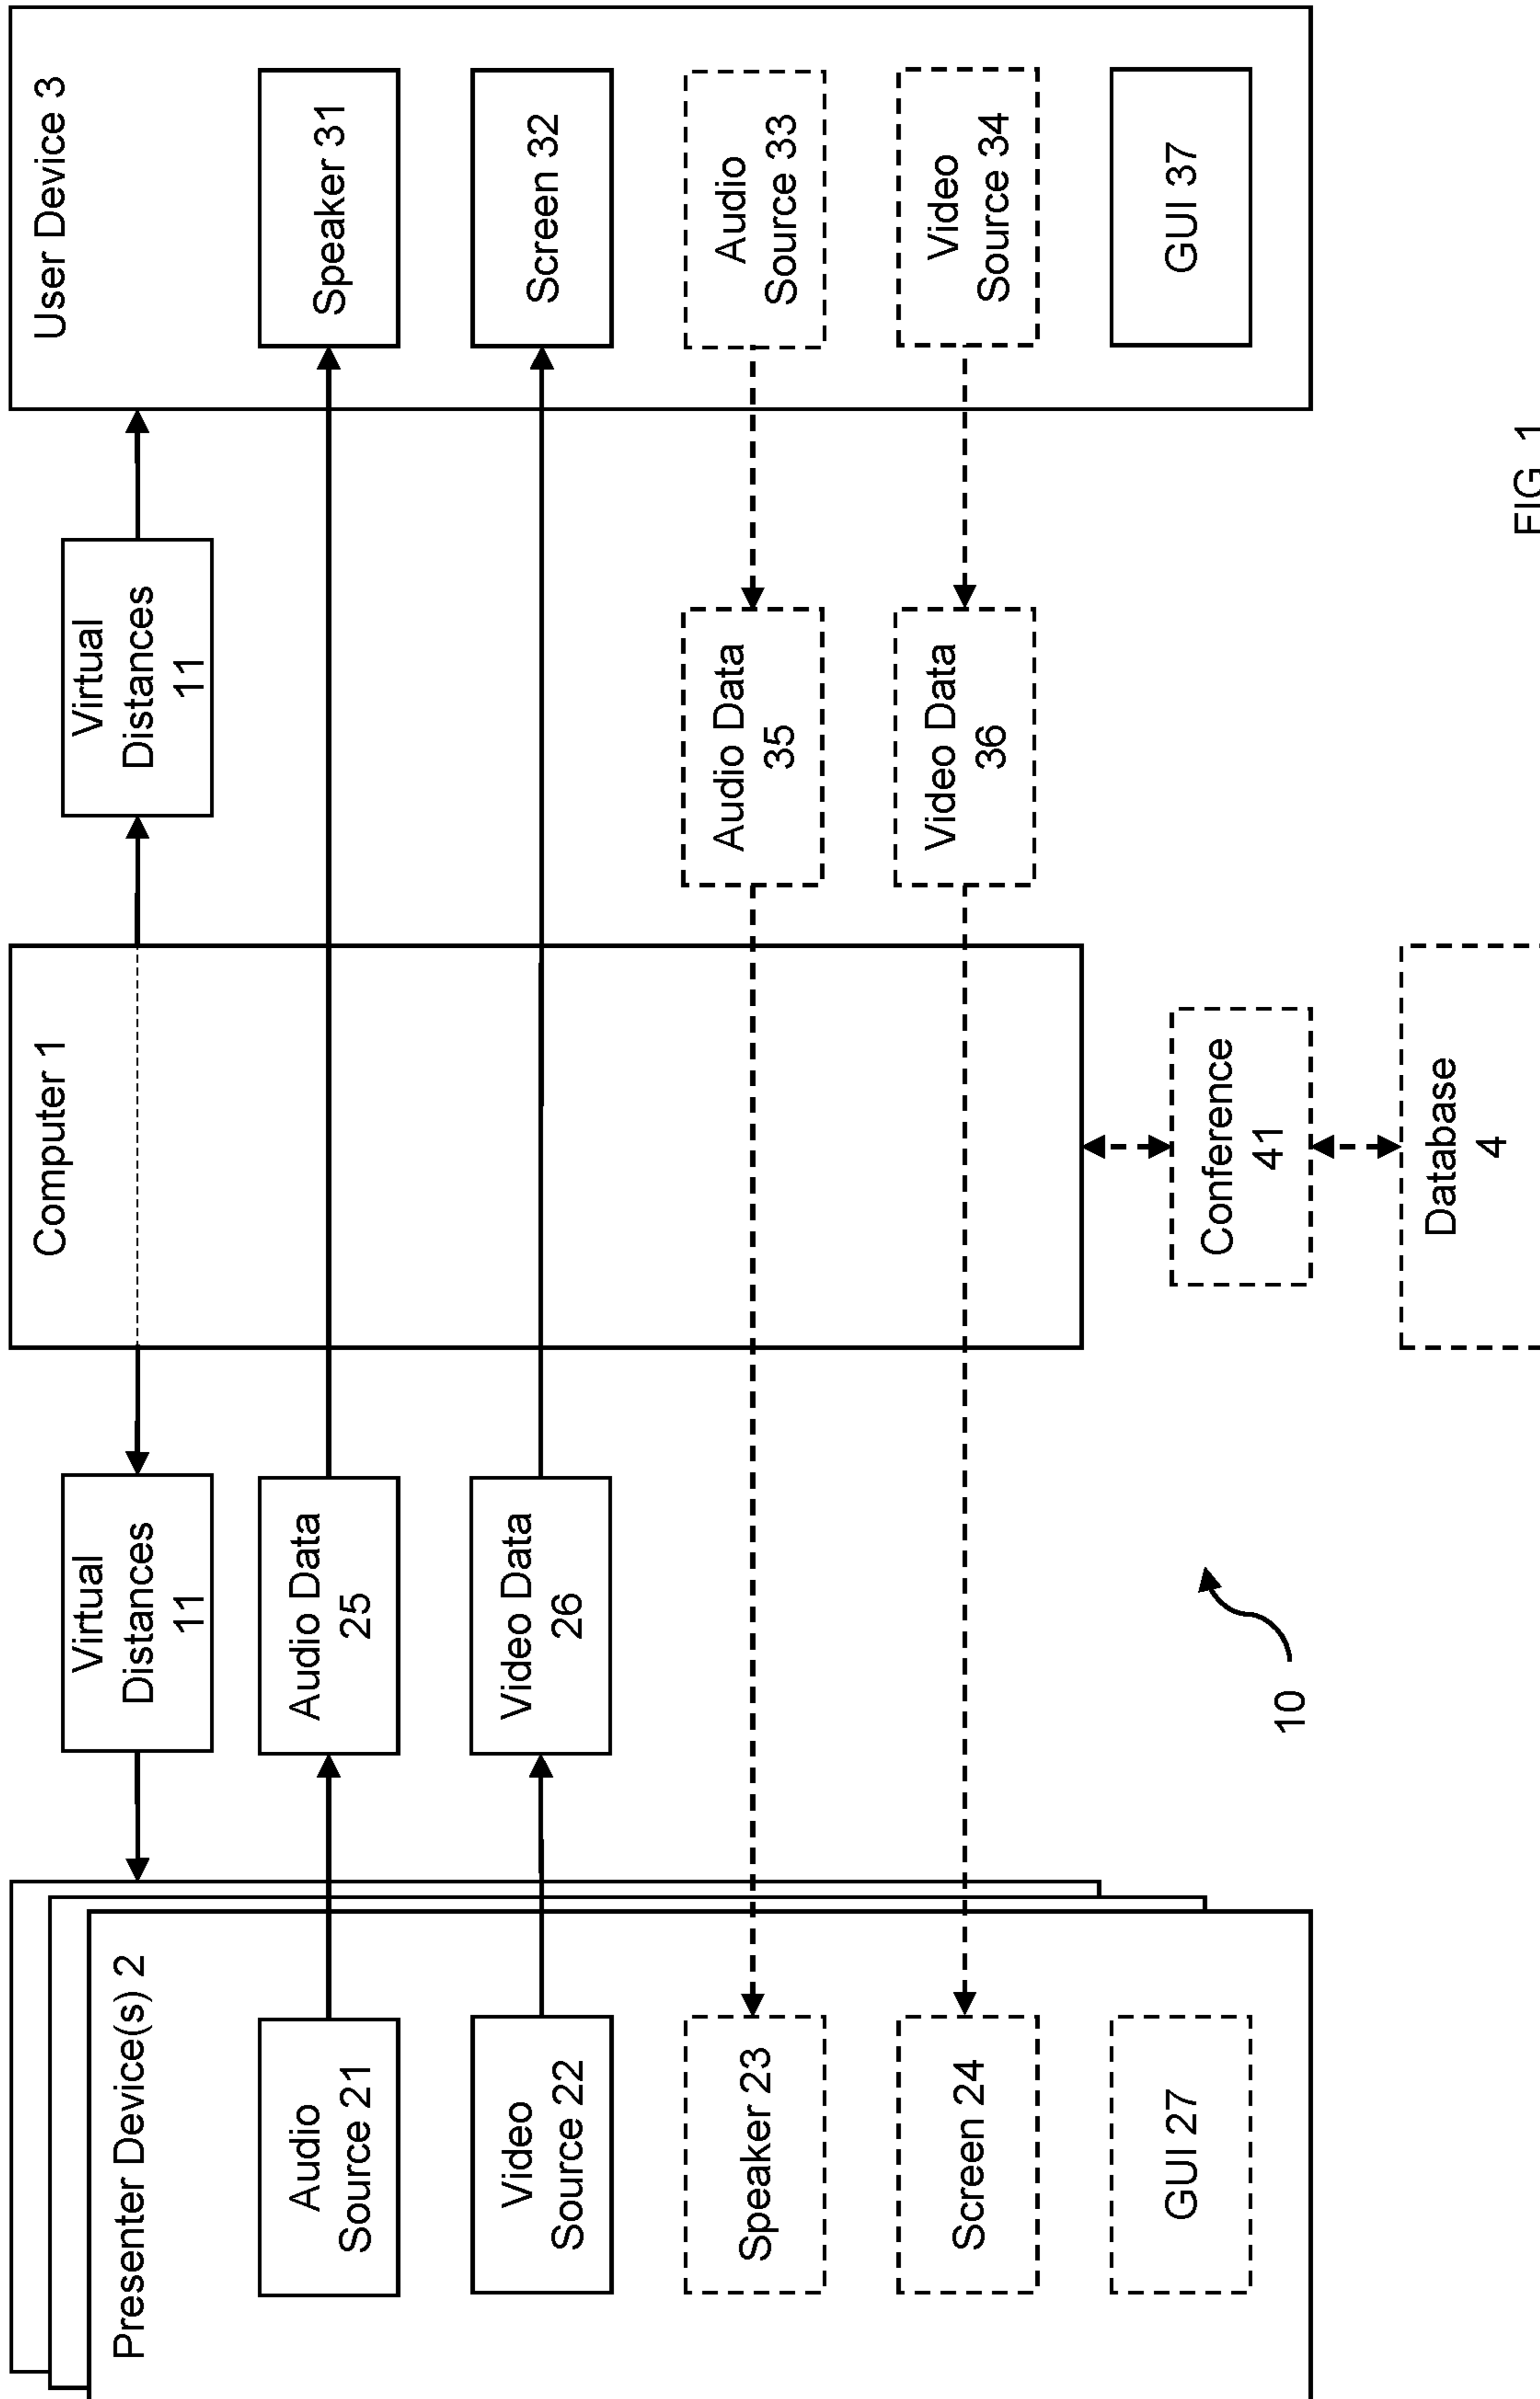 Presenter Device(s) 2
Audio
Source 21
Video
Source 22
Speaker 23
Screen 24
GUI 27
Virtual
Distances
11
Audio Data
25
Video Data
26
10
Computer 1
Conference
41
Database
4
Virtual
Distances
11
Audio Data
35
Video Data
36
User Device 3
Speaker 31
Screen 32
Audio
Source 33
Video
Source 34
GUI 37
FIG. 1